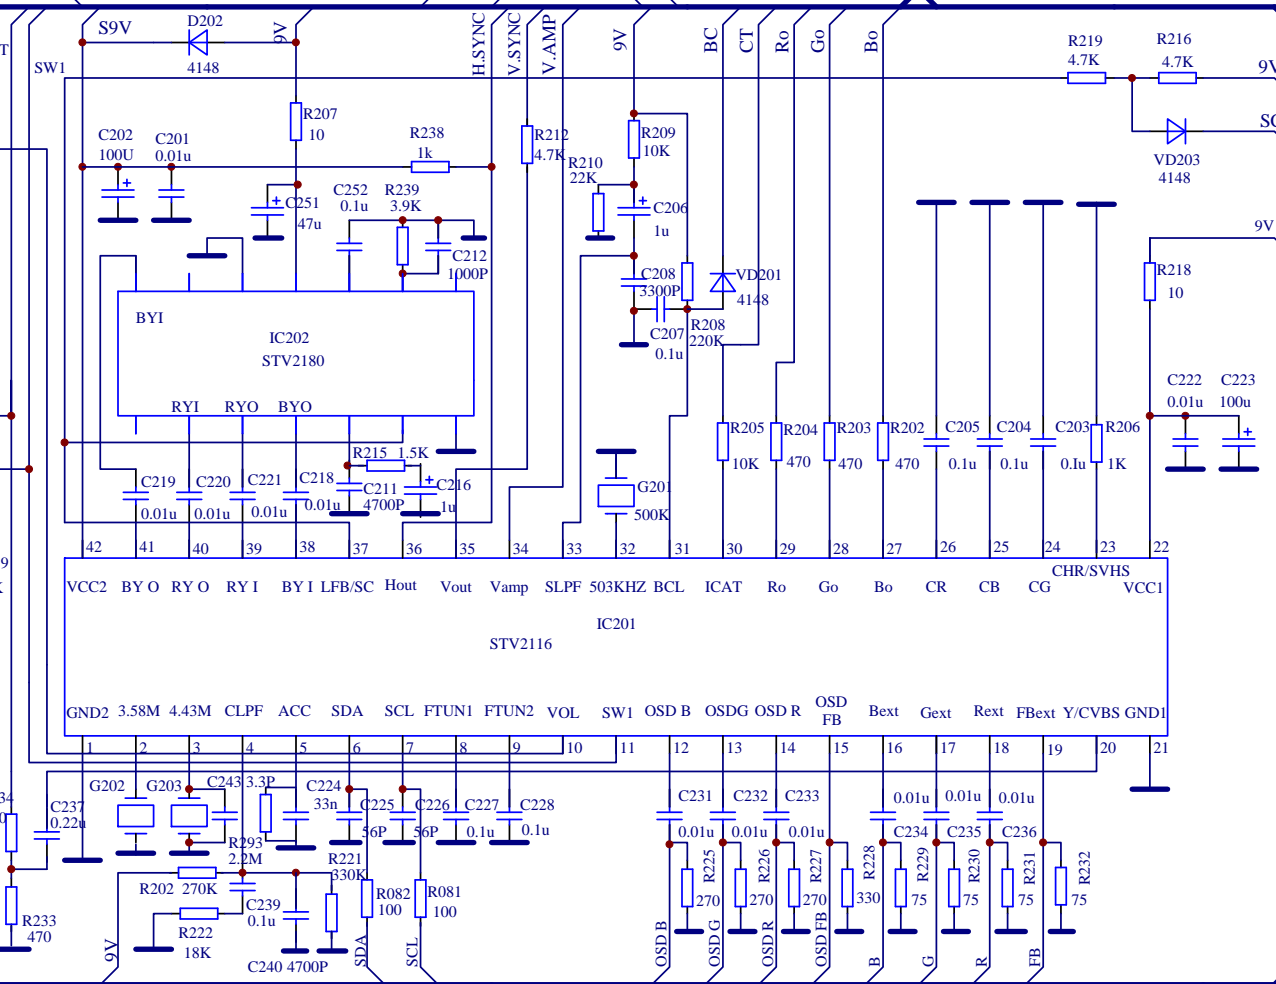 S9V
D202
4148
9V
H.SYNC
V.SYNC
V.AMP
9V
BC
CT
Ro
Go
Bo
R219
4.7K
R216
4.7K
9V
T
SW1
R207
10
C202
100U
C201
0.01u
R238
1k
R212
4.7K
R209
10K
R210
22K
VD203
4148
C251
47u
C252
0.1u
R239
3.9K
C206
1u
C212
1000P
C208
3300P
VD201
4148
C207
0.1u
R208
220K
9V
R218
10
BYI
IC202
STV2180
RYI
RYO
BYO
C222
0.01u
C223
100u
R205
10K
R204
470
R203
470
R202
470
C205
0.1u
C204
0.1u
C203
0.Iu
R206
1K
R215
1.5K
C219
0.01u
C220
0.01u
C221
0.01u
C218
0.01u
C211
4700P
C216
1u
G201
500K
42
41
40
39
38
37
36
35
34
33
32
31
30
29
28
27
26
25
24
23
22
9
K
VCC2
BY O
RY O
RY I
BY I
LFB/SC
Hout
Vout
Vamp
SLPF
503KHZ
BCL
ICAT
Ro
Go
Bo
CR
CB
CG
CHR/SVHS
VCC1
IC201
STV2116
GND2
3.58M
4.43M
CLPF
ACC
SDA
SCL
FTUN1
FTUN2
VOL
SW1
OSD B
OSDG
OSD R
OSD
FB
Bext
Gext
Rext
FBext
Y/CVBS
GND1
1
2
3
4
5
6
7
8
9
10
11
12
13
14
15
16
17
18
19
20
21
34
C237
0.22u
G202
G203
C243
3.3P
C224
33n
C225
56P
C226
56P
C227
0.1u
C228
0.1u
C231
0.01u
C232
0.01u
C233
0.01u
0.01u
C234
0.01u
C235
0.01u
C236
R293
2.2M
R221
330K
R202
270K
R222
18K
C239
0.1u
C240
4700P
R082
100
R081
100
R233
470
R225
270
R226
270
R227
270
R228
330
R229
75
R230
75
R231
75
R232
75
9V
SDA
SCL
OSD B
OSD G
OSD R
OSD FB
B
G
R
FB